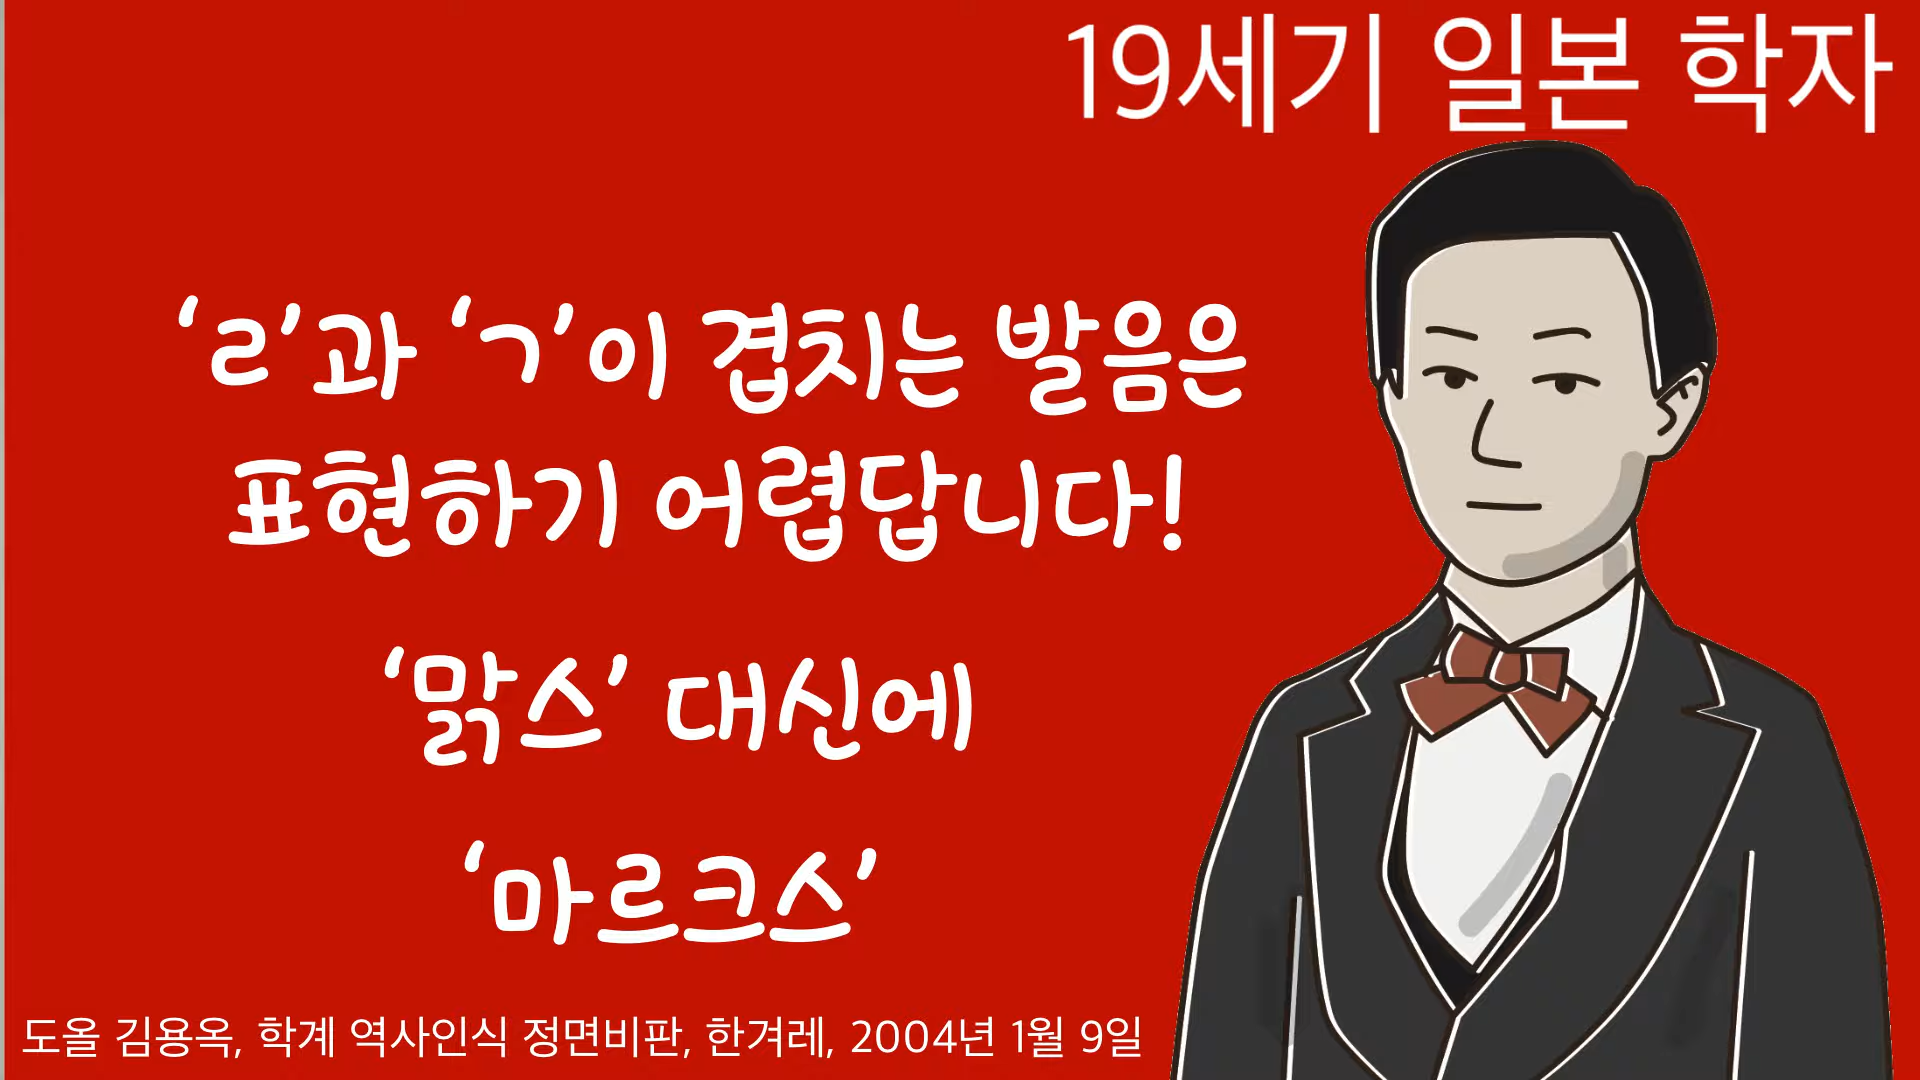 19세기 일본 학자
‘ㄹ’과 ‘ㄱ’이 겹치는 발음은
표현하기 어렵답니다!
‘맑스’ 대신에
‘마르크스’
도올 김용옥, 학계 역사인식 정면비판, 한겨레, 2004년 1월 9일